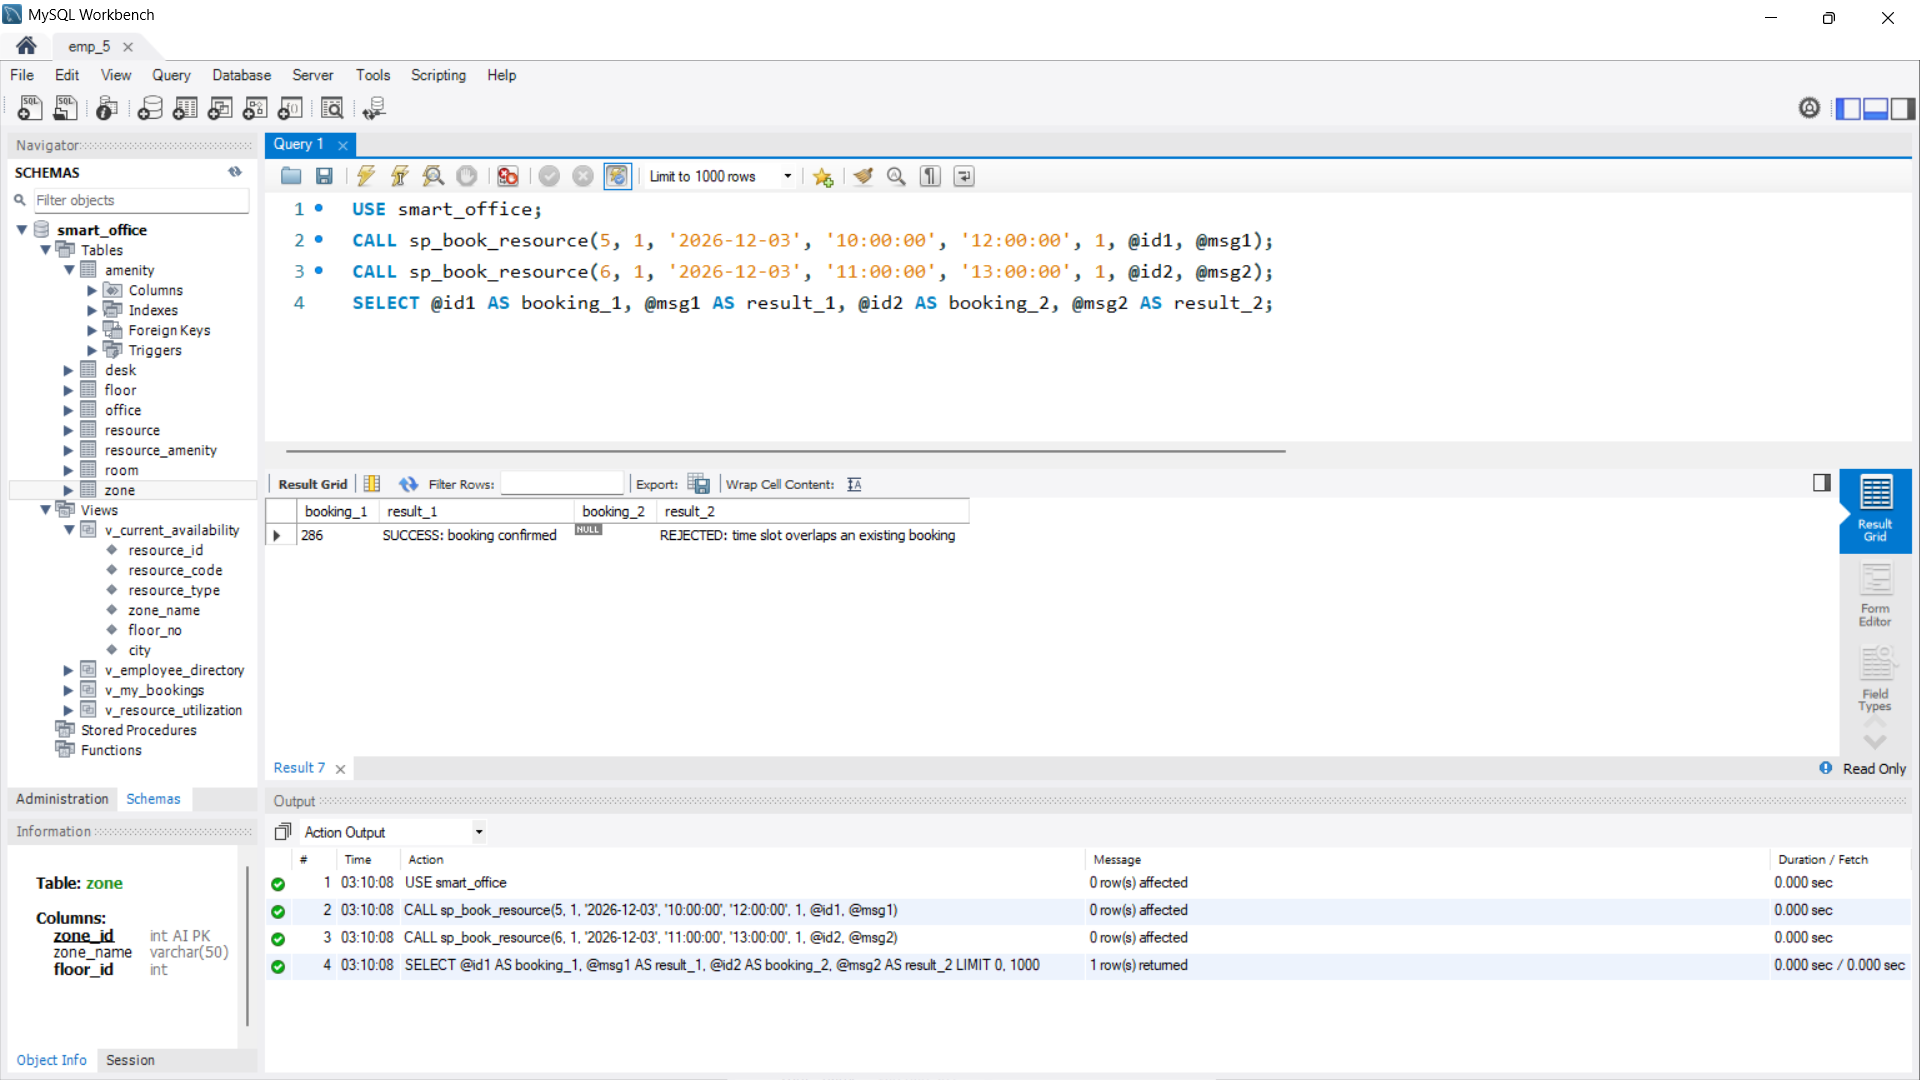 MySQL Workbench
emp_5
File Edit View Query Database Server Tools Scripting Help
Navigator
SCHEMAS
Filter objects
smart_office
Tables
amenity
Columns
Indexes
Foreign Keys
Triggers
desk
floor
office
resource
resource_amenity
room
zone
Views
v_current_availability
resource_id
resource_code
resource_type
zone_name
floor_no
city
v_employee_directory
v_my_bookings
v_resource_utilization
Stored Procedures
Functions
Administration Schemas
Information
Table: zone
Columns:
zone_id int AI PK
zone_name varchar(50)
floor_id int
Object Info Session
Query 1
Limit to 1000 rows
1 USE smart_office;
2 CALL sp_book_resource(5, 1, '2026-12-03', '10:00:00', '12:00:00', 1, @id1, @msg1);
3 CALL sp_book_resource(6, 1, '2026-12-03', '11:00:00', '13:00:00', 1, @id2, @msg2);
4 SELECT @id1 AS booking_1, @msg1 AS result_1, @id2 AS booking_2, @msg2 AS result_2;
Result Grid Filter Rows: Export: Wrap Cell Content:
booking_1 result_1 booking_2 result_2
286 SUCCESS: booking confirmed NULL REJECTED: time slot overlaps an existing booking
Result
Grid
Form
Editor
Field
Types
Result 7
Read Only
Output
Action Output
# Time Action Message Duration / Fetch
1 03:10:08 USE smart_office 0 row(s) affected 0.000 sec
2 03:10:08 CALL sp_book_resource(5, 1, '2026-12-03', '10:00:00', '12:00:00', 1, @id1, @msg1) 0 row(s) affected 0.000 sec
3 03:10:08 CALL sp_book_resource(6, 1, '2026-12-03', '11:00:00', '13:00:00', 1, @id2, @msg2) 0 row(s) affected 0.000 sec
4 03:10:08 SELECT @id1 AS booking_1, @msg1 AS result_1, @id2 AS booking_2, @msg2 AS result_2 LIMIT 0, 1000 1 row(s) returned 0.000 sec / 0.000 sec